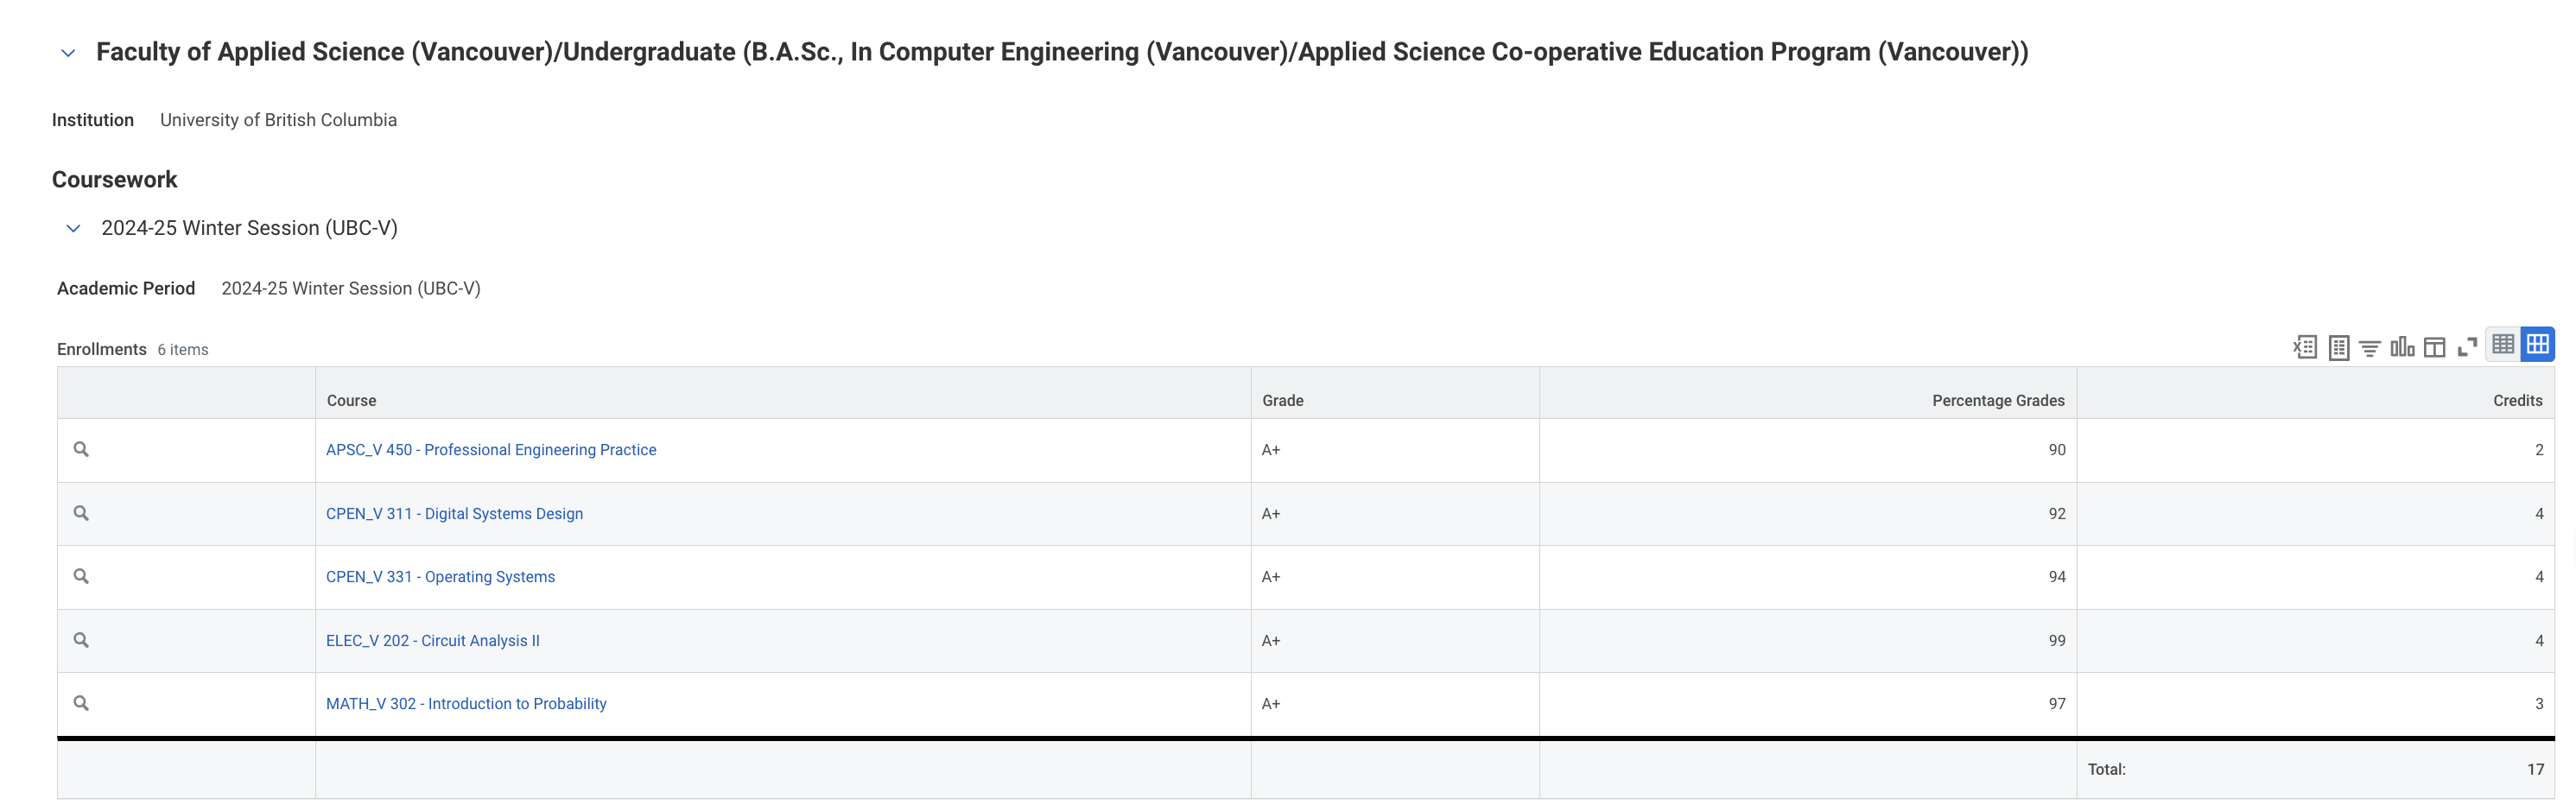 Faculty of Applied Science (Vancouver)/Undergraduate (B.A.Sc., In Computer Engineering (Vancouver)/Applied Science Co-operative Education Program (Vancouver))
Institution University of British Columbia
Coursework
2024-25 Winter Session (UBC-V)
Academic Period 2024-25 Winter Session (UBC-V)
Enrollments 6 items
Course Grade Percentage Grades Credits
APSC_V 450 - Professional Engineering Practice A+ 90 2
CPEN_V 311 - Digital Systems Design A+ 92 4
CPEN_V 331 - Operating Systems A+ 94 4
ELEC_V 202 - Circuit Analysis II A+ 99 4
MATH_V 302 - Introduction to Probability A+ 97 3
Total: 17